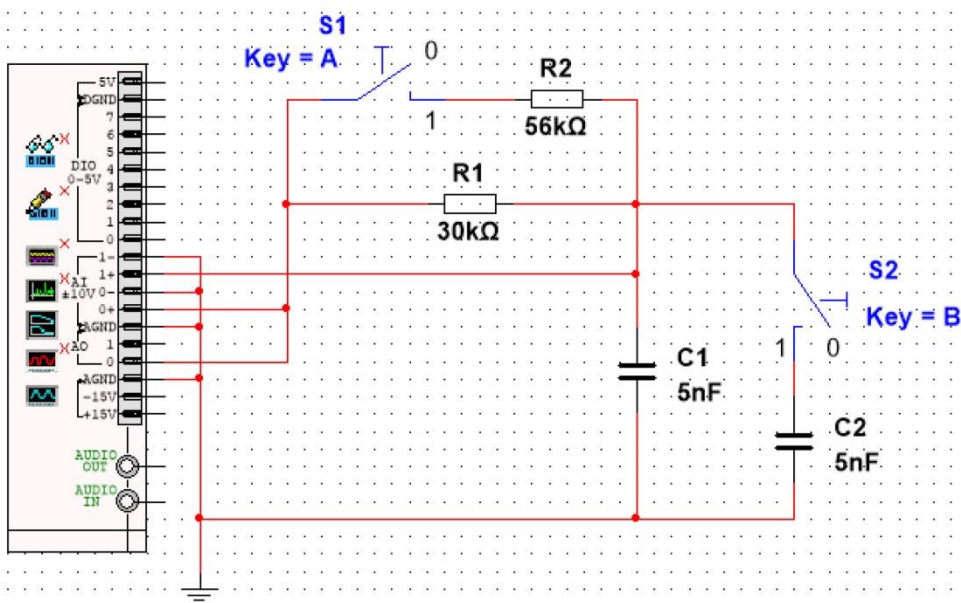 S1
Key = A
0
1
R2
56kΩ
R1
30kΩ
S2
Key = B
1
0
C1
5nF
C2
5nF
5V
DGND
7
6
5
4
3
2
1
0
DIO
0-5V
1-
1+
0-
0+
AI
±10V
AGND
1
0
AO
AGND
-15V
+15V
AUDIO
OUT
AUDIO
IN